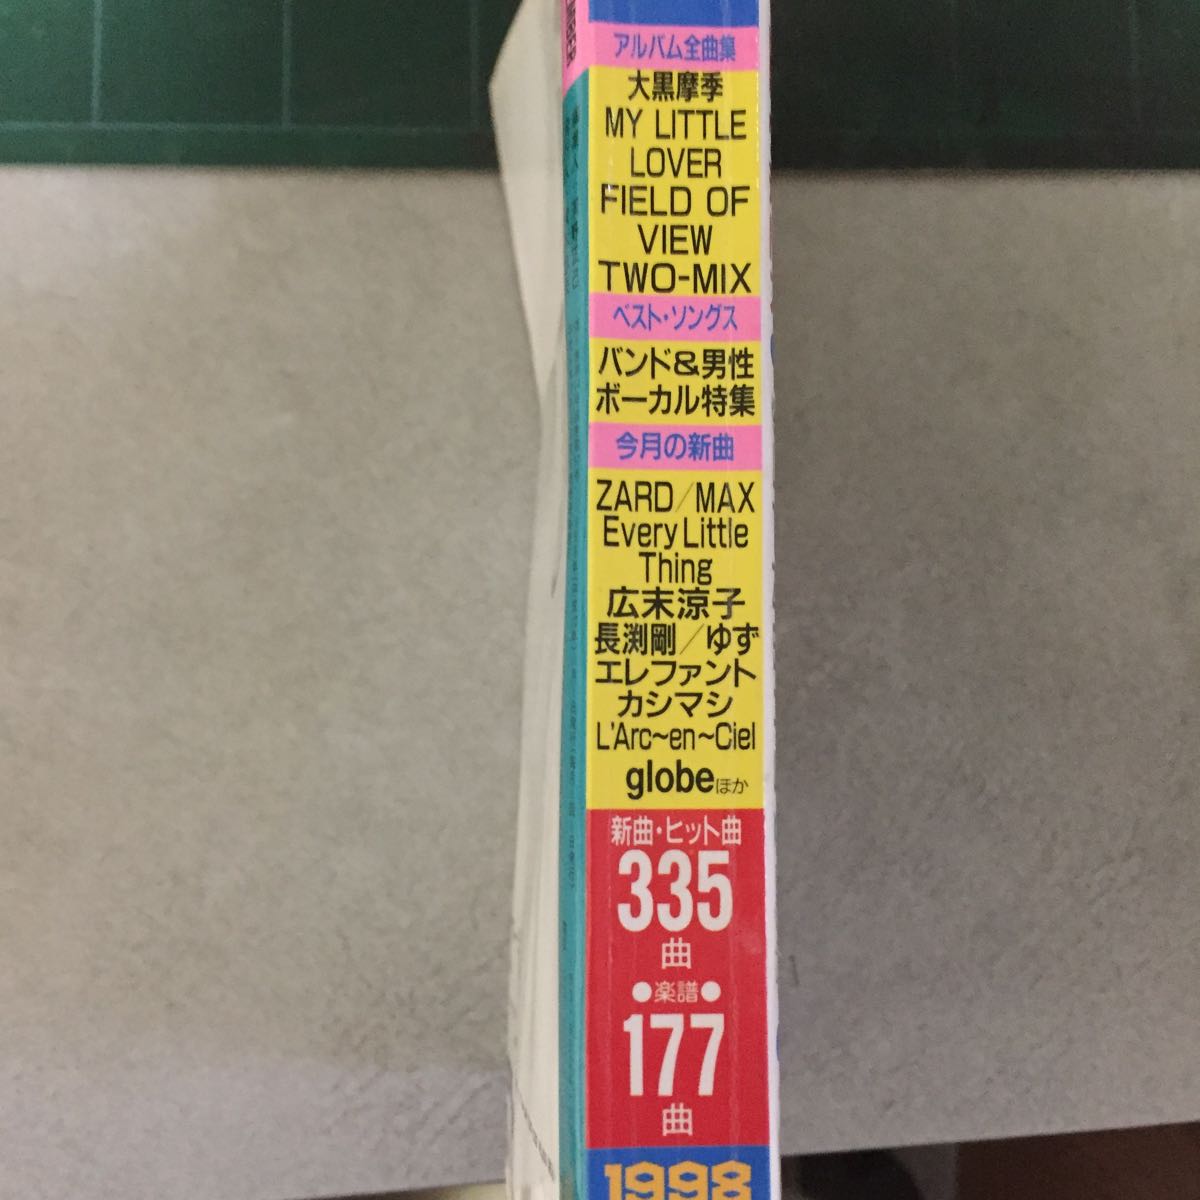 アルバム全曲集
大黒摩季
MY LITTLE
LOVER
FIELD OF
VIEW
TWO-MIX
ベスト・ソングス
バンド&男性
ボーカル特集
今月の新曲
ZARD/MAX
Every Little
Thing
広末涼子
長渕剛/ゆず
エレファント
カシマシ
L'Arc~en~Ciel
globeほか
新曲・ヒット曲
335
曲
●楽譜●
177
曲
1998